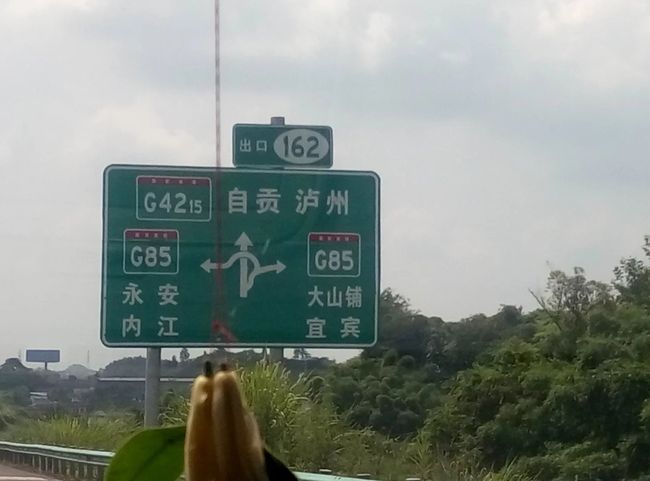 出口 162
G4215 自贡 泸州
G85
永安
内江
G85
大山铺
宜宾